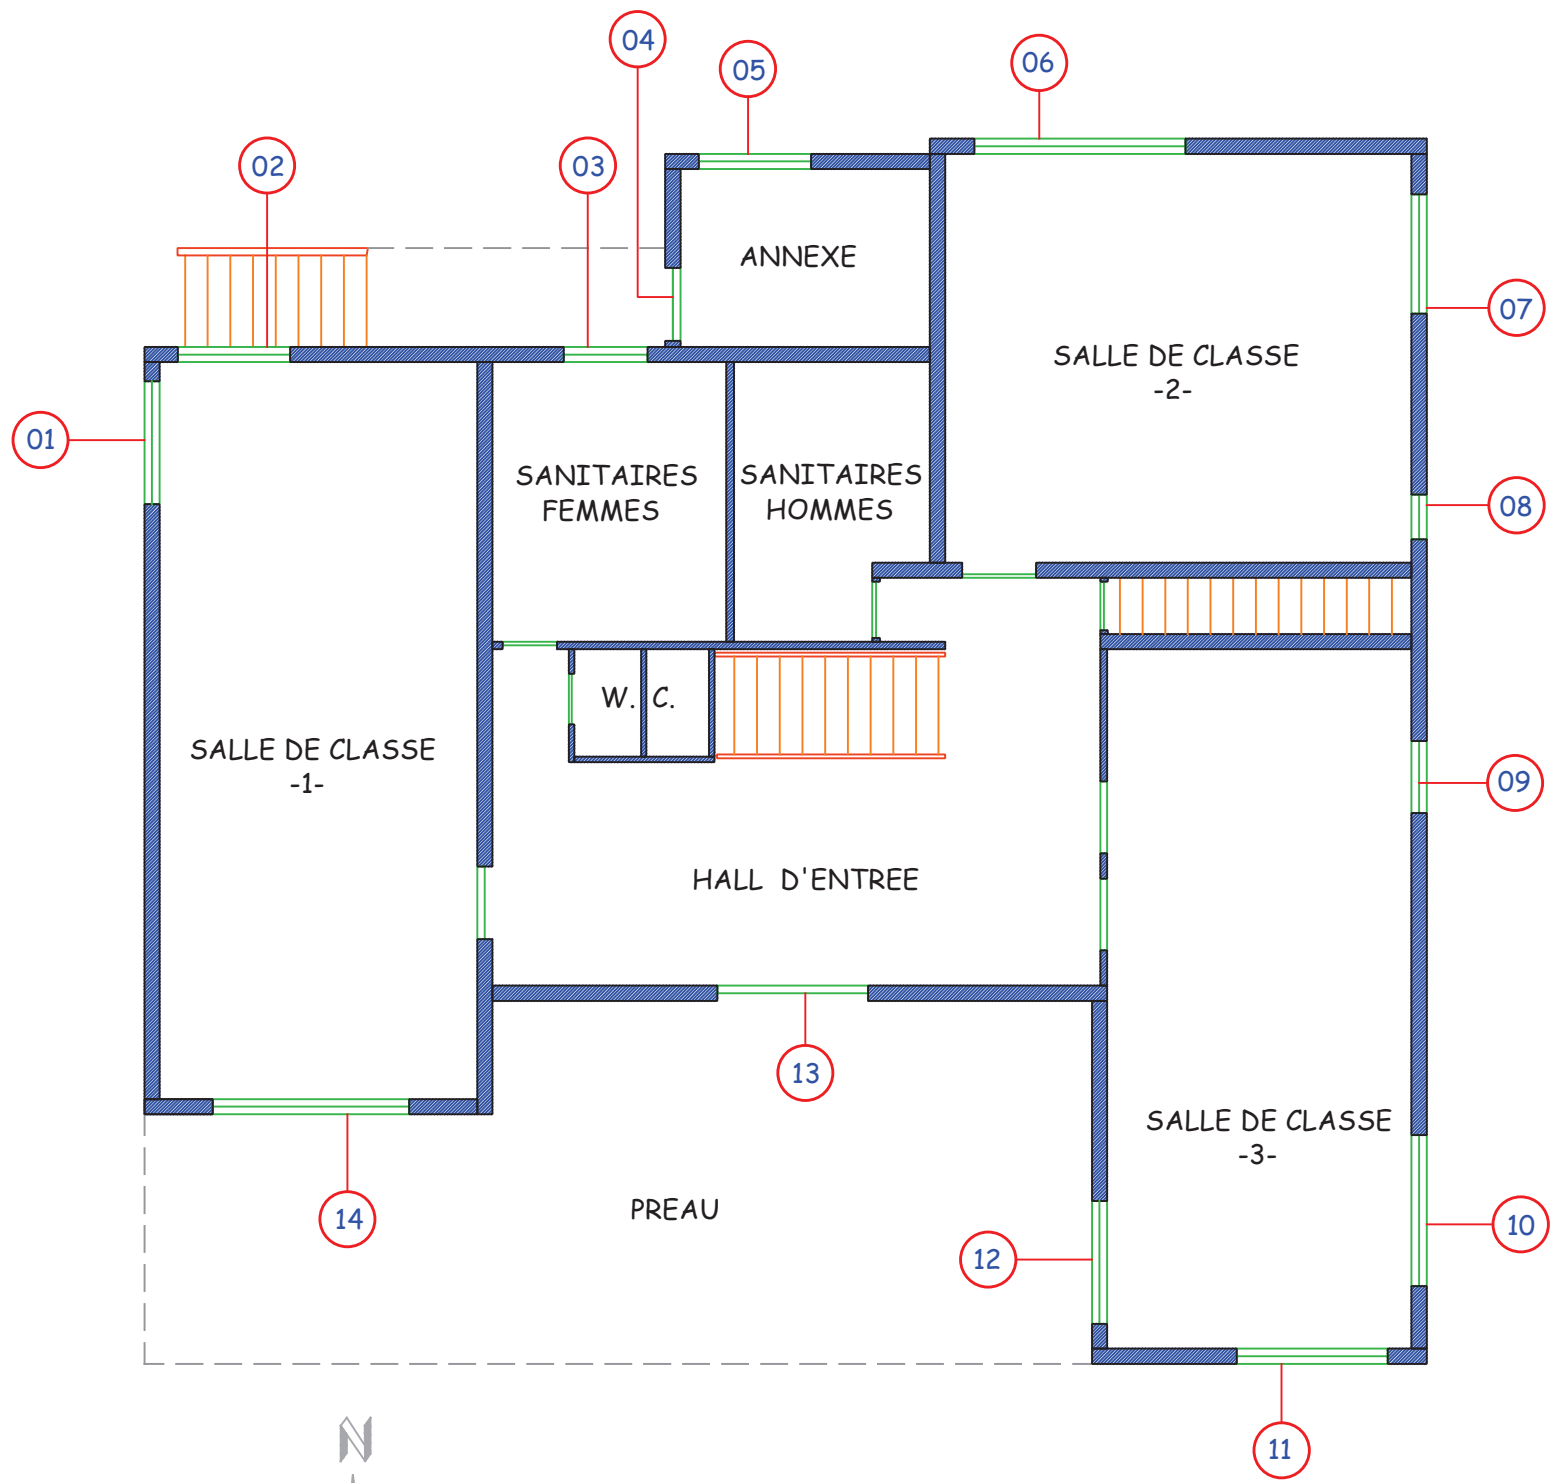 04
05
06
02
03
ANNEXE
07
SALLE DE CLASSE
-2-
01
SANITAIRES
FEMMES
SANITAIRES
HOMMES
08
W. C.
SALLE DE CLASSE
-1-
09
HALL D'ENTREE
13
SALLE DE CLASSE
-3-
14
PREAU
12
10
N
11